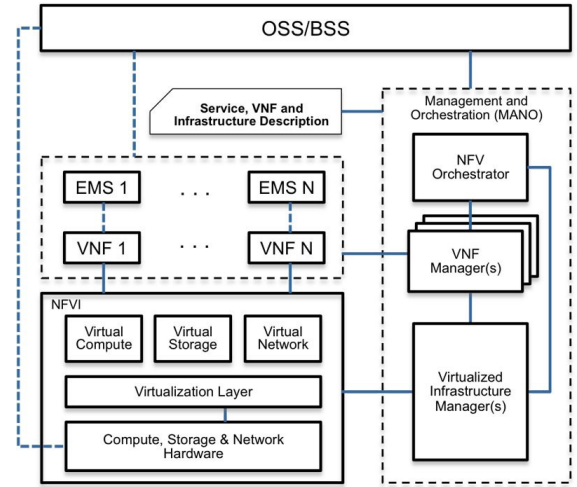 OSS/BSS
Service, VNF and
Infrastructure Description
Management and
Orchestration (MANO)
NFV
Orchestrator
EMS 1
. . .
EMS N
VNF 1
. . .
VNF N
VNF
Manager(s)
NFVI
Virtual
Compute
Virtual
Storage
Virtual
Network
Virtualization Layer
Compute, Storage & Network
Hardware
Virtualized
Infrastructure
Manager(s)